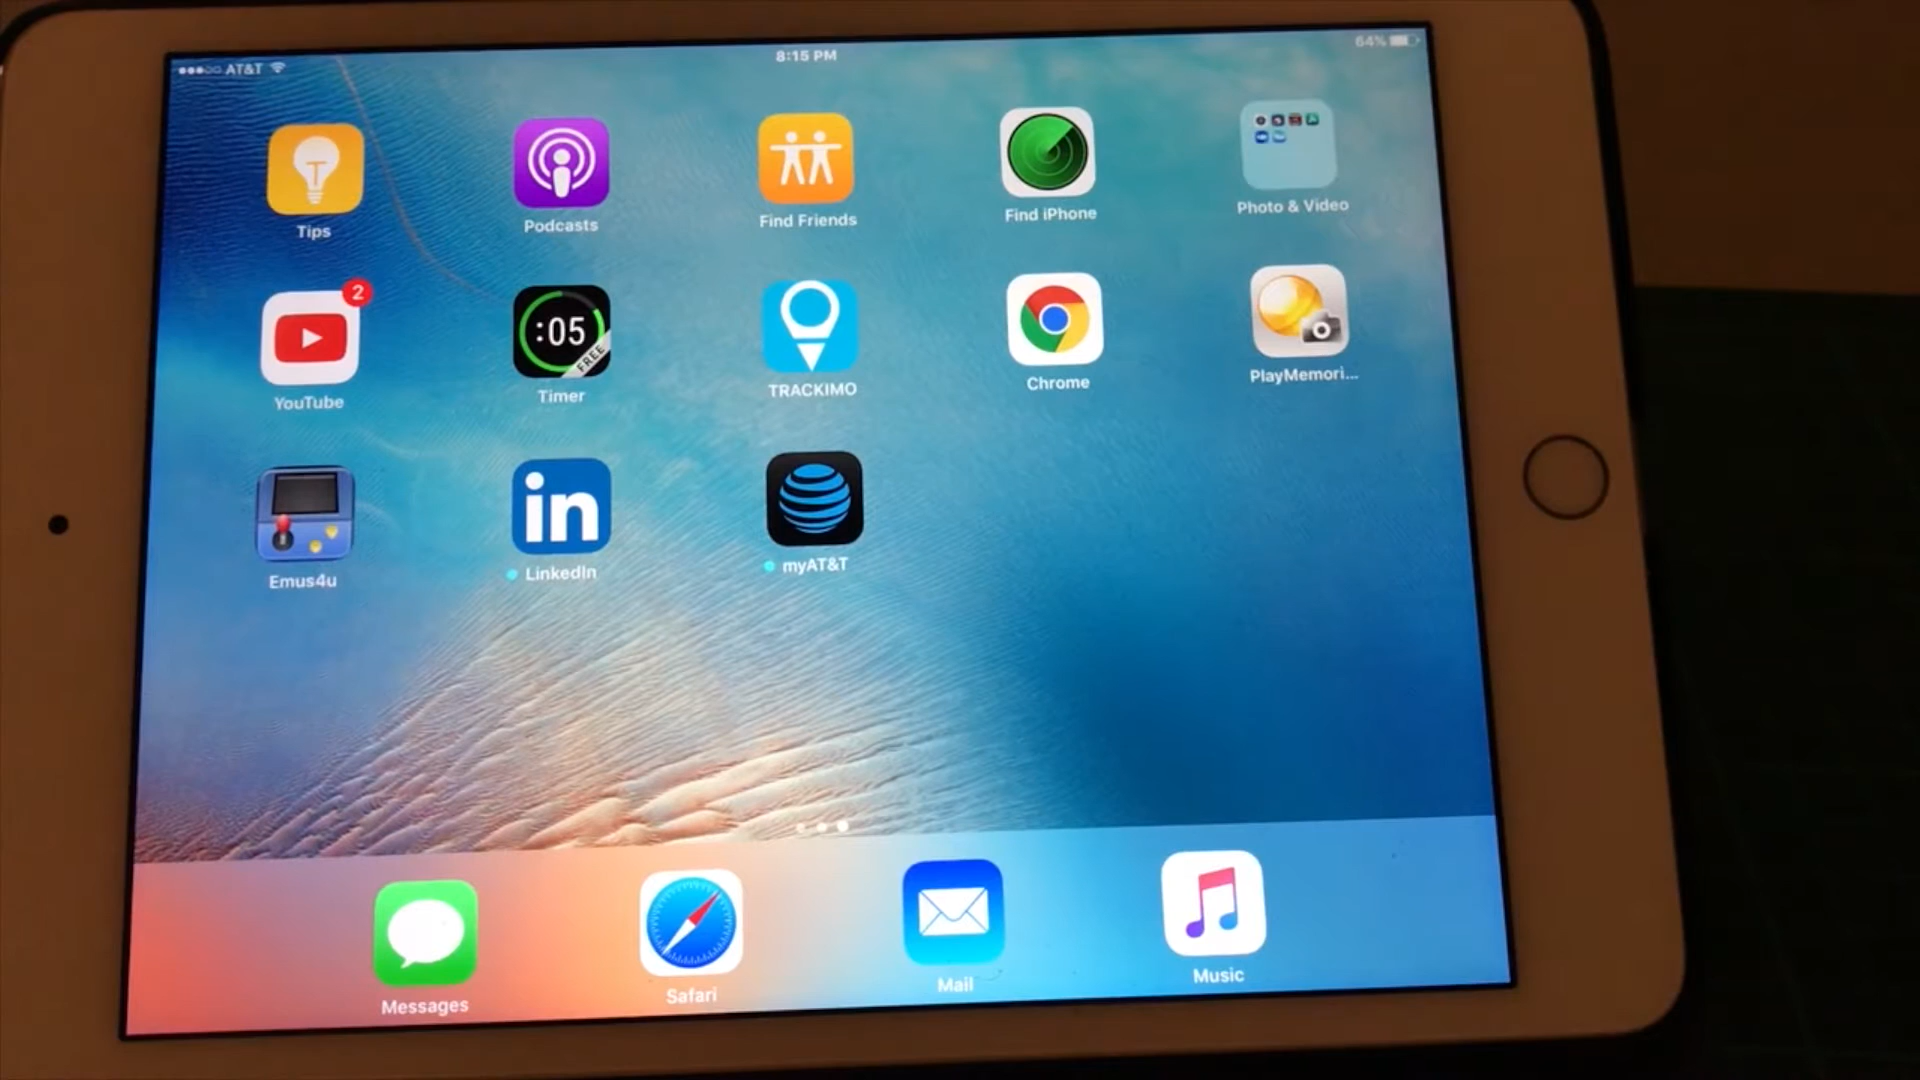 AT&T 8:15 PM 64%
Tips Podcasts Find Friends Find iPhone Photo & Video
2
:05
FREE
YouTube Timer TRACKIMO Chrome PlayMemori...
in
Emus4u LinkedIn myAT&T
Messages Safari Mail Music